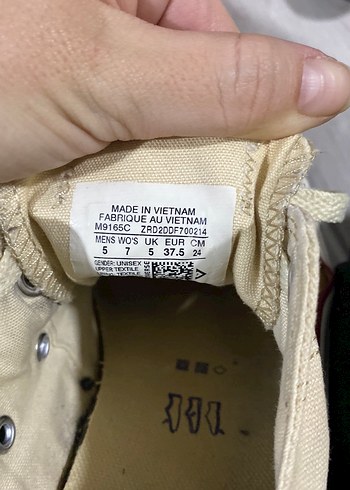 MADE IN VIETNAM
FABRIQUE AU VIETNAM
M9165C ZRD2DDF700214
MENS WO'S UK EUR CM
5 7 5 37.5 24
GENDER: UNISEX
UPPER TEXTILE